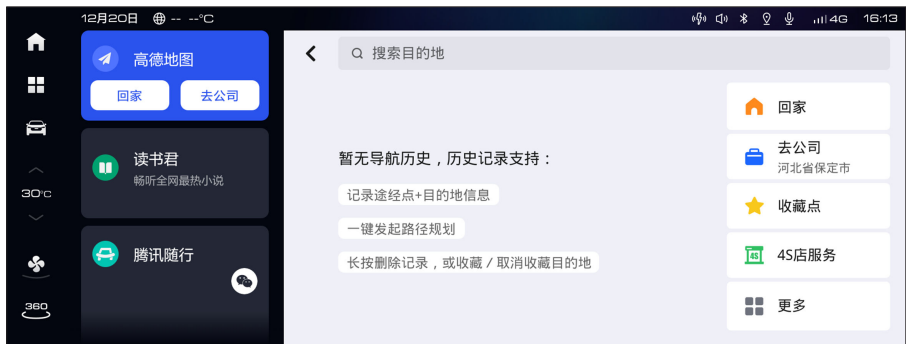 12月20日 -- --°C 4G 16:13
高德地图
回家 去公司
读书君
畅听全网最热小说
腾讯随行
30°C
360
搜索目的地
暂无导航历史，历史记录支持：
记录途经点+目的地信息
一键发起路径规划
长按删除记录，或收藏 / 取消收藏目的地
回家
去公司
河北省保定市
收藏点
4S
4S店服务
更多